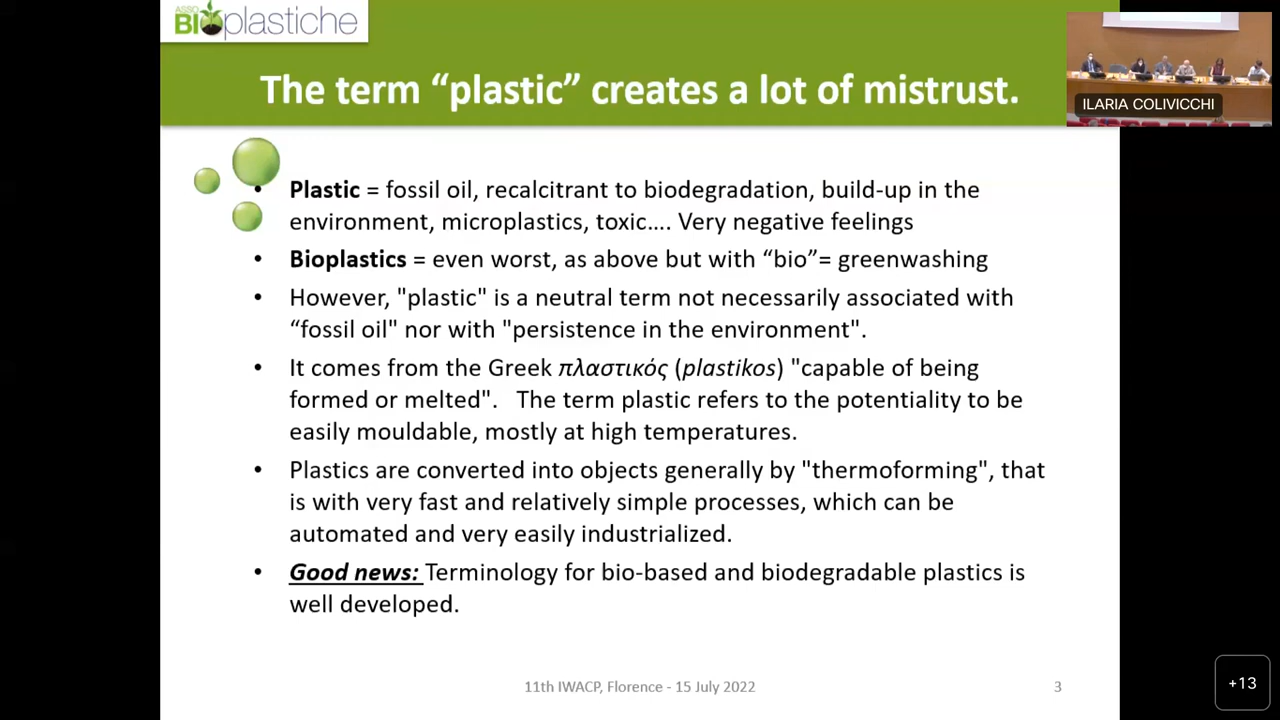 ASSO
BIOplastiche
The term “plastic” creates a lot of mistrust.
ILARIA COLIVICCHI
• Plastic = fossil oil, recalcitrant to biodegradation, build-up in the
environment, microplastics, toxic…. Very negative feelings
• Bioplastics = even worst, as above but with “bio”= greenwashing
• However, "plastic" is a neutral term not necessarily associated with
“fossil oil" nor with "persistence in the environment".
• It comes from the Greek πλαστικός (plastikos) "capable of being
formed or melted".   The term plastic refers to the potentiality to be
easily mouldable, mostly at high temperatures.
• Plastics are converted into objects generally by "thermoforming", that
is with very fast and relatively simple processes, which can be
automated and very easily industrialized.
• Good news: Terminology for bio-based and biodegradable plastics is
well developed.
11th IWACP, Florence - 15 July 2022
3
+13